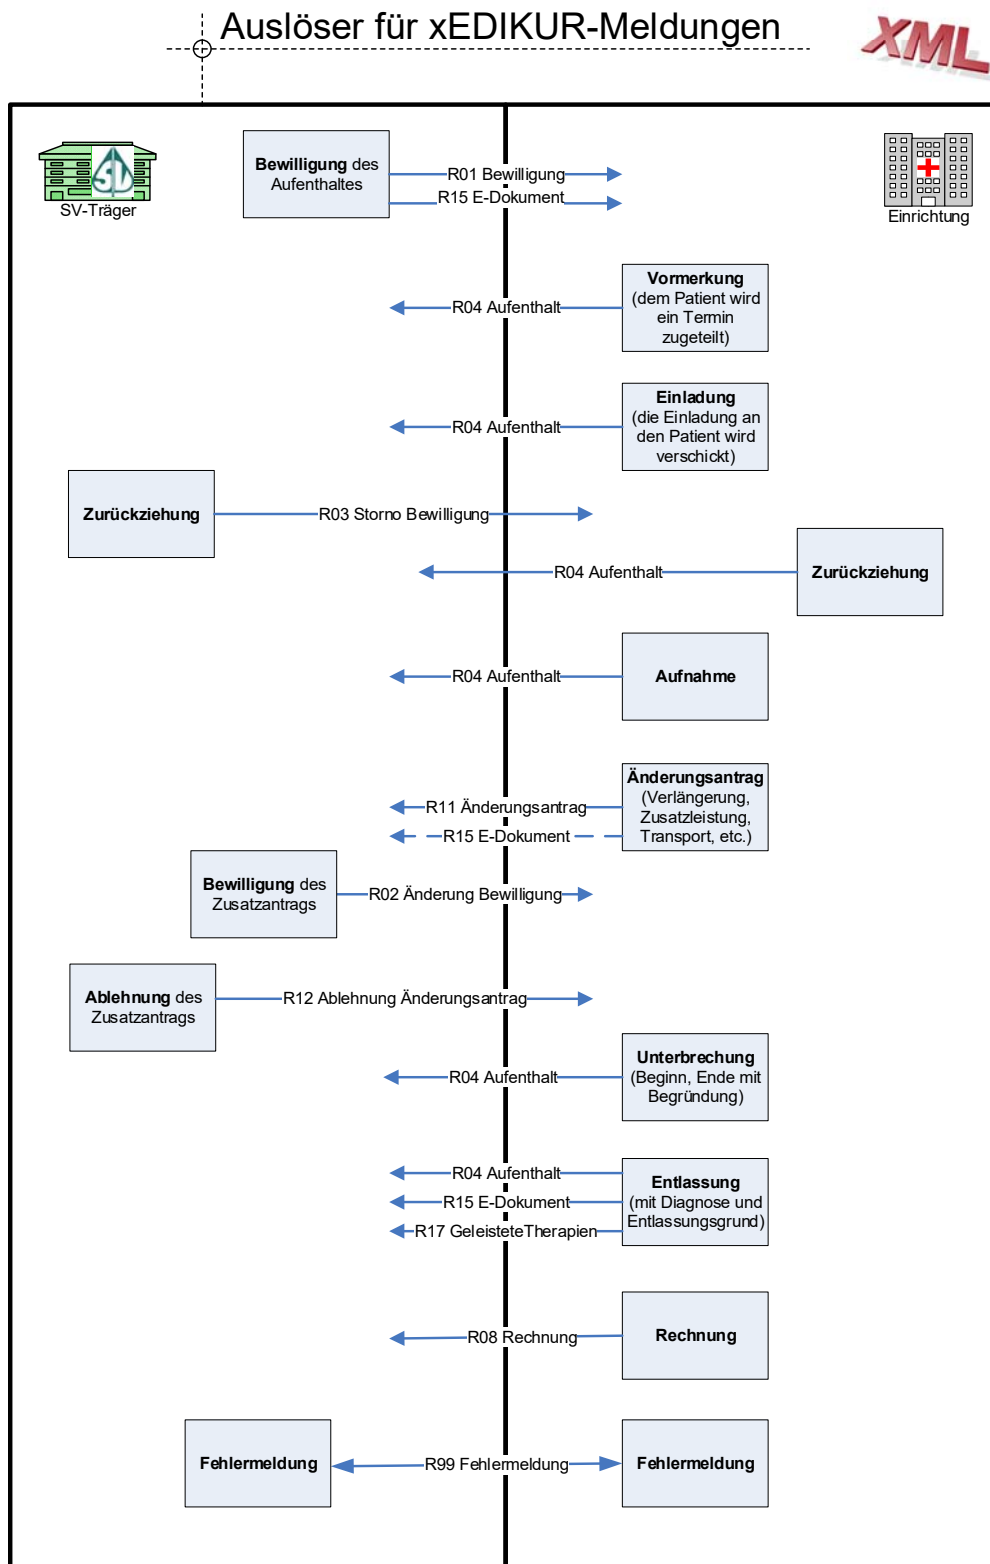 Auslöser für xEDIKUR-Meldungen
XML
SV-Träger
Bewilligung des
Aufenthaltes
R01 Bewilligung
R15 E-Dokument
Einrichtung
Vormerkung
(dem Patient wird
ein Termin
zugeteilt)
R04 Aufenthalt
Einladung
(die Einladung an
den Patient wird
verschickt)
R04 Aufenthalt
Zurückziehung
R03 Storno Bewilligung
R04 Aufenthalt
Zurückziehung
R04 Aufenthalt
Aufnahme
Änderungsantrag
(Verlängerung,
Zusatzleistung,
Transport, etc.)
R11 Änderungsantrag
R15 E-Dokument
Bewilligung des
Zusatzantrags
R02 Änderung Bewilligung
Ablehnung des
Zusatzantrags
R12 Ablehnung Änderungsantrag
Unterbrechung
(Beginn, Ende mit
Begründung)
R04 Aufenthalt
R04 Aufenthalt
R15 E-Dokument
R17 GeleisteteTherapien
Entlassung
(mit Diagnose und
Entlassungsgrund)
R08 Rechnung
Rechnung
Fehlermeldung
R99 Fehlermeldung
Fehlermeldung